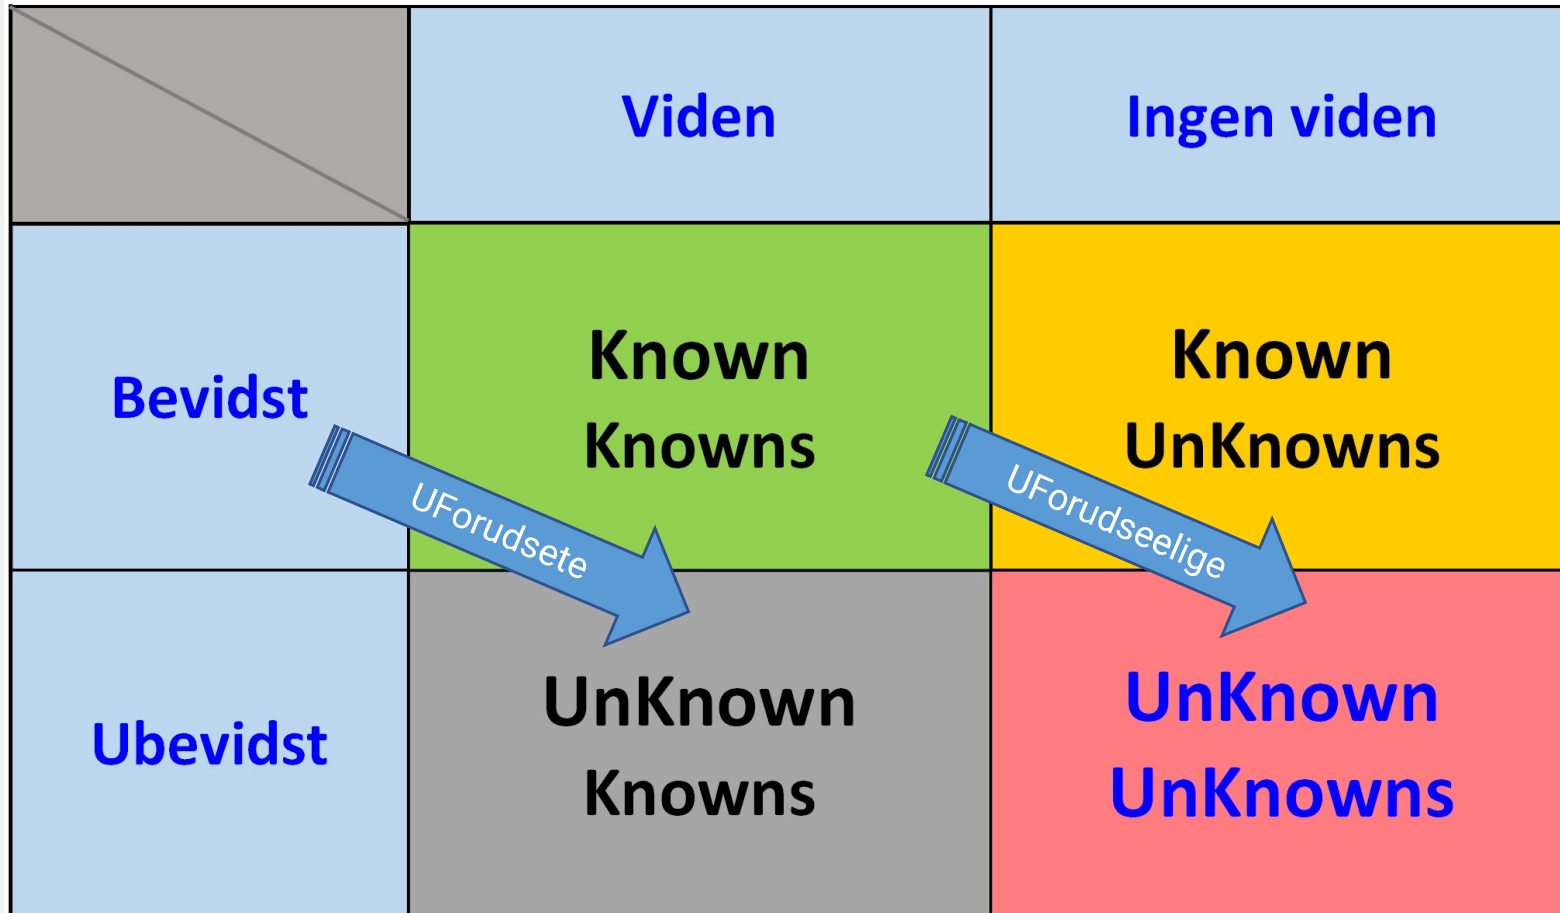 Viden
Ingen viden
Bevidst
Known
Knowns
Known
UnKnowns
UForudsete
UForudseelige
Ubevidst
UnKnown
Knowns
UnKnown
UnKnowns